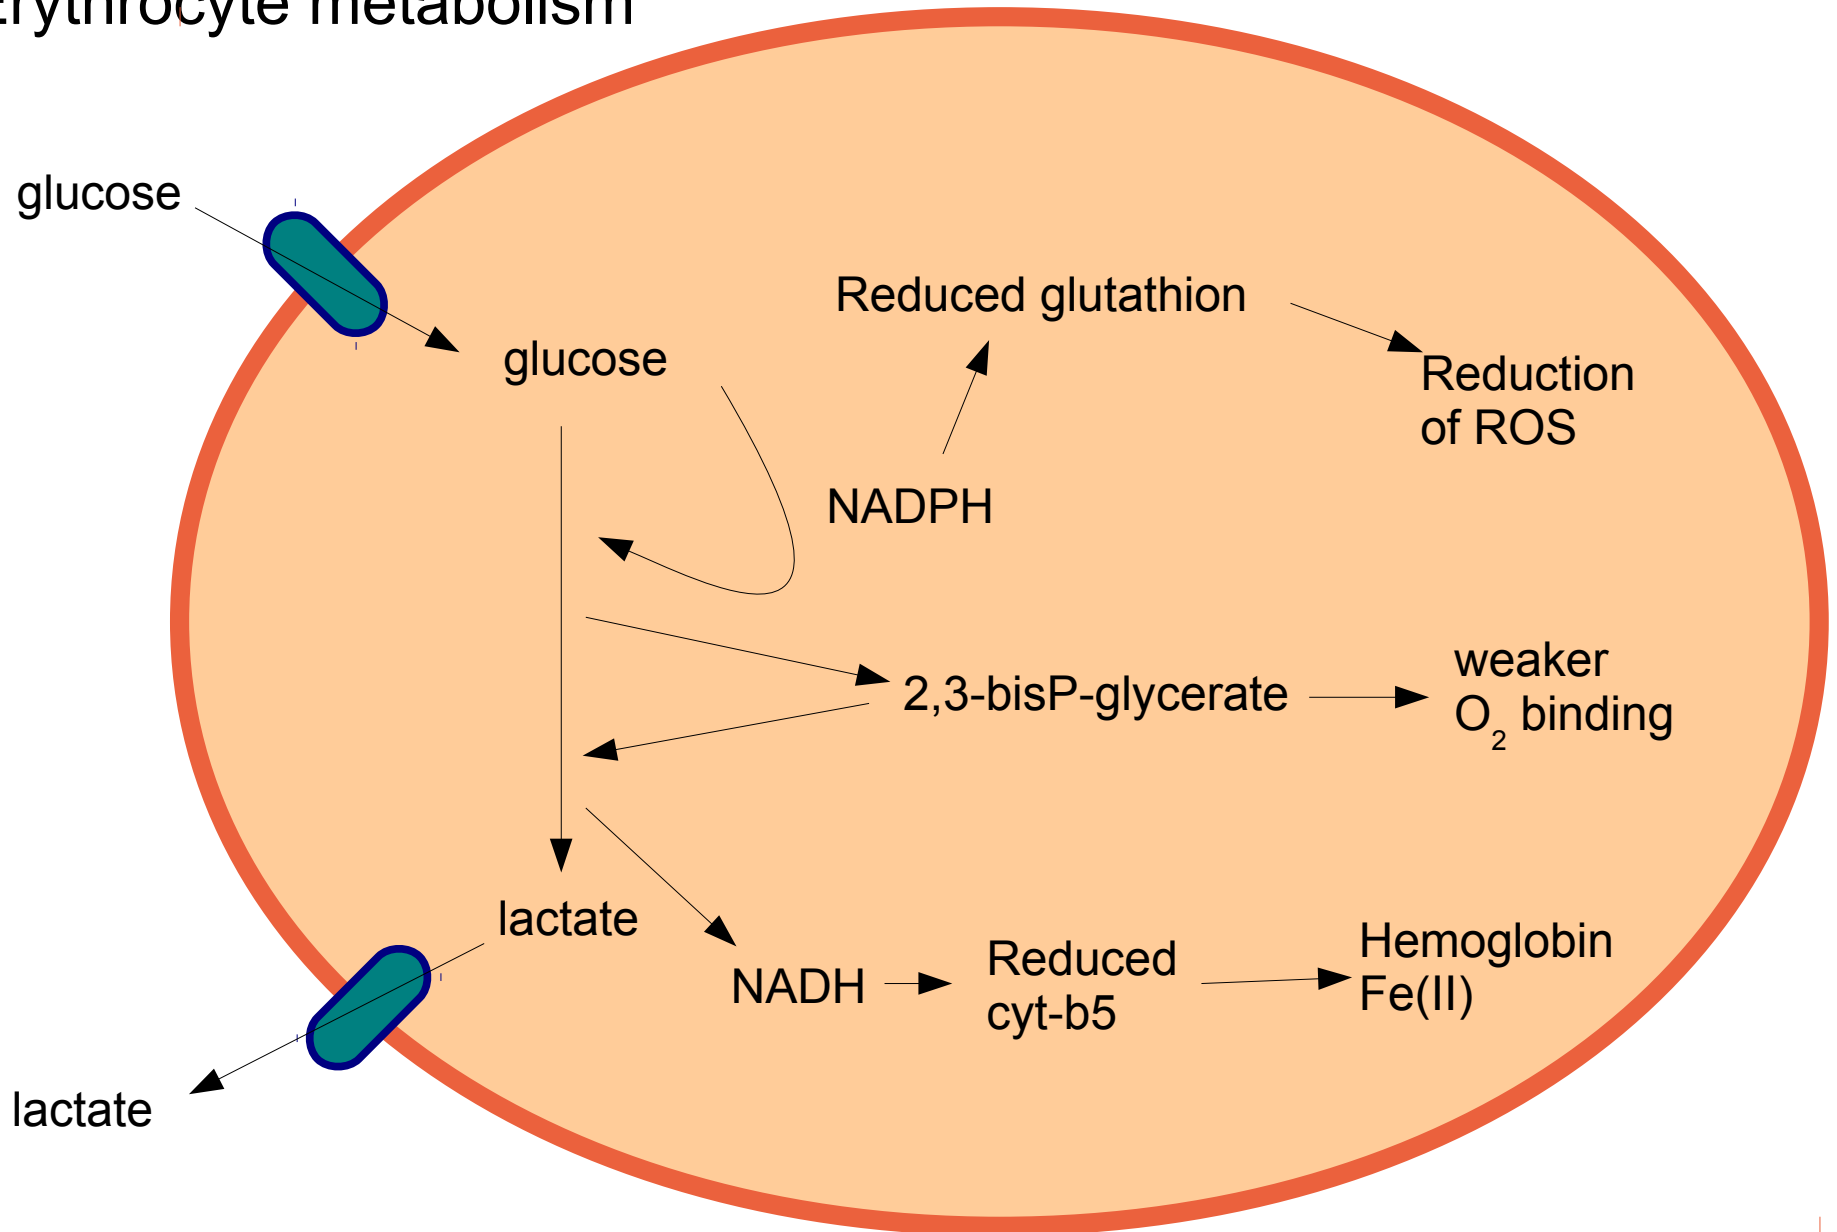 Erythrocyte metabolism
glucose
glucose
Reduced glutathion
Reduction
of ROS
NADPH
2,3-bisP-glycerate
weaker
O₂ binding
lactate
NADH
Reduced
cyt-b5
Hemoglobin
Fe(II)
lactate